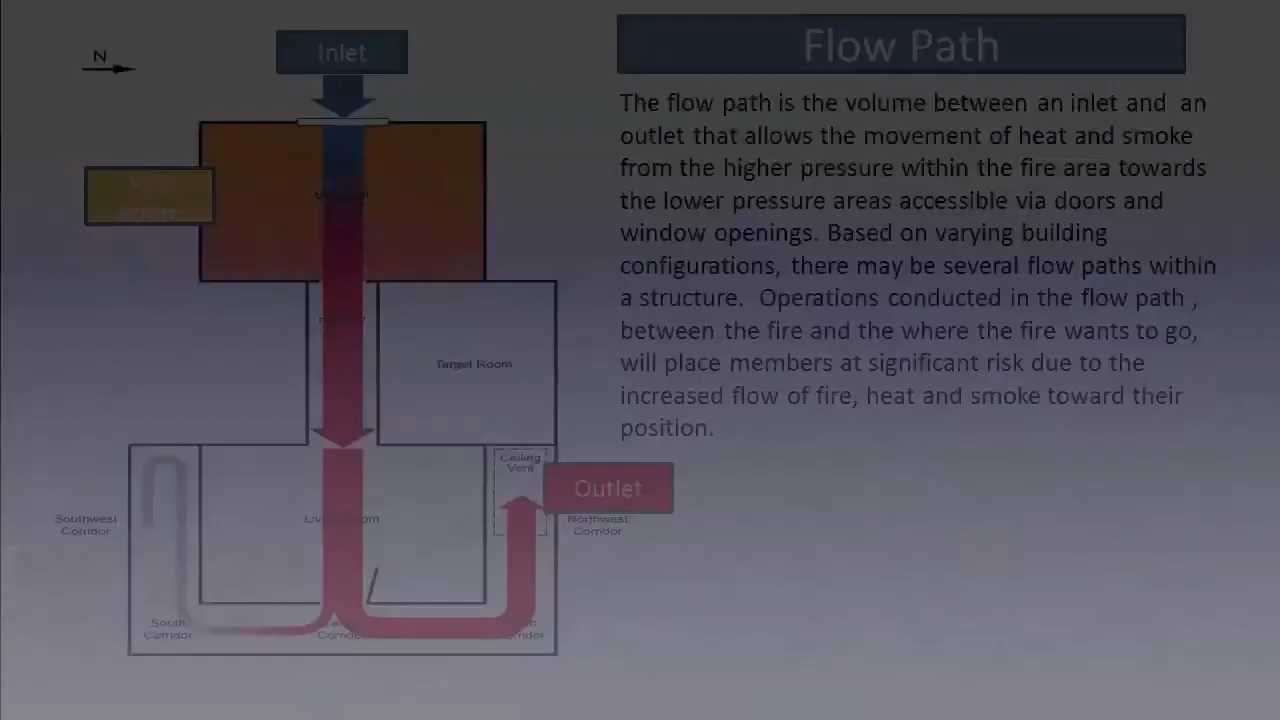 N
Inlet
Flow Path
The flow path is the volume between an inlet and an
outlet that allows the movement of heat and smoke
from the higher pressure within the fire area towards
the lower pressure areas accessible via doors and
window openings. Based on varying building
configurations, there may be several flow paths within
a structure. Operations conducted in the flow path ,
between the fire and the where the fire wants to go,
will place members at significant risk due to the
increased flow of fire, heat and smoke toward their
position.
Room
Target Room
Ceiling
Vent
Outlet
Southwest
Corridor
Northwest
Corridor
South
Corridor